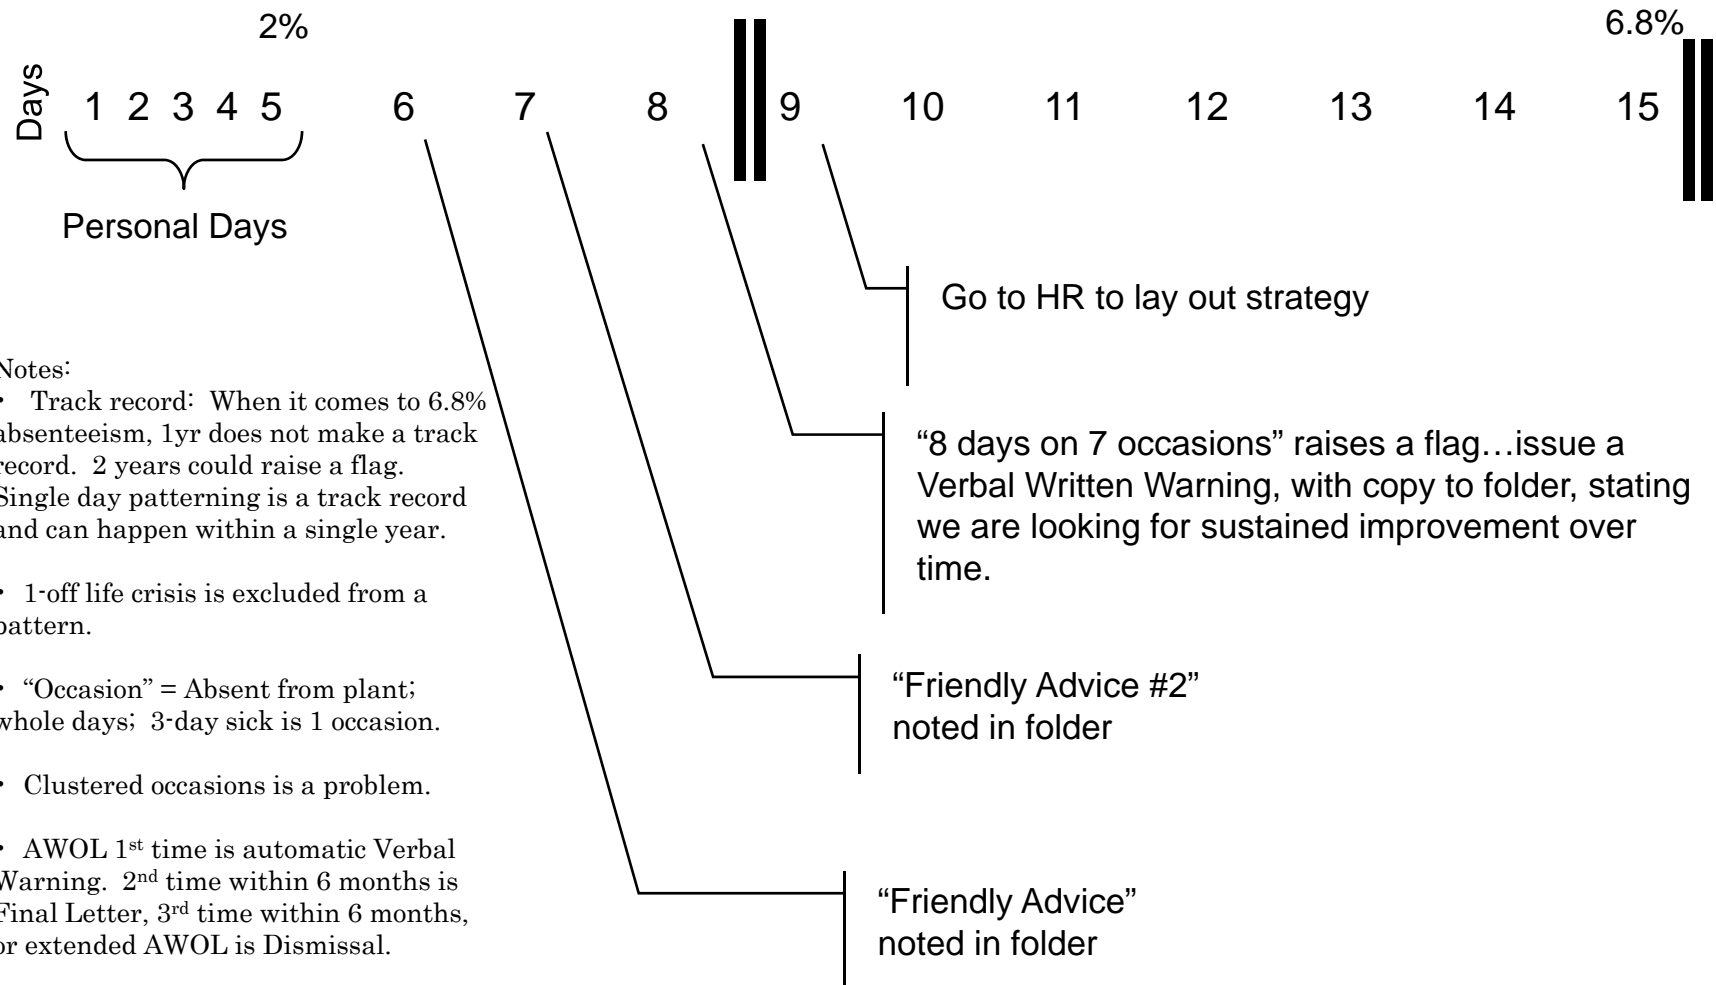 2%
6.8%
Days
1 2 3 4 5 6 7 8 9 10 11 12 13 14 15
Personal Days
Go to HR to lay out strategy
“8 days on 7 occasions” raises a flag…issue a
Verbal Written Warning, with copy to folder, stating
we are looking for sustained improvement over
time.
“Friendly Advice #2”
noted in folder
“Friendly Advice”
noted in folder
Notes:
• Track record: When it comes to 6.8%
absenteeism, 1yr does not make a track
record. 2 years could raise a flag.
Single day patterning is a track record
and can happen within a single year.
• 1-off life crisis is excluded from a
pattern.
• “Occasion” = Absent from plant;
whole days; 3-day sick is 1 occasion.
• Clustered occasions is a problem.
• AWOL 1st time is automatic Verbal
Warning. 2nd time within 6 months is
Final Letter, 3rd time within 6 months,
or extended AWOL is Dismissal.